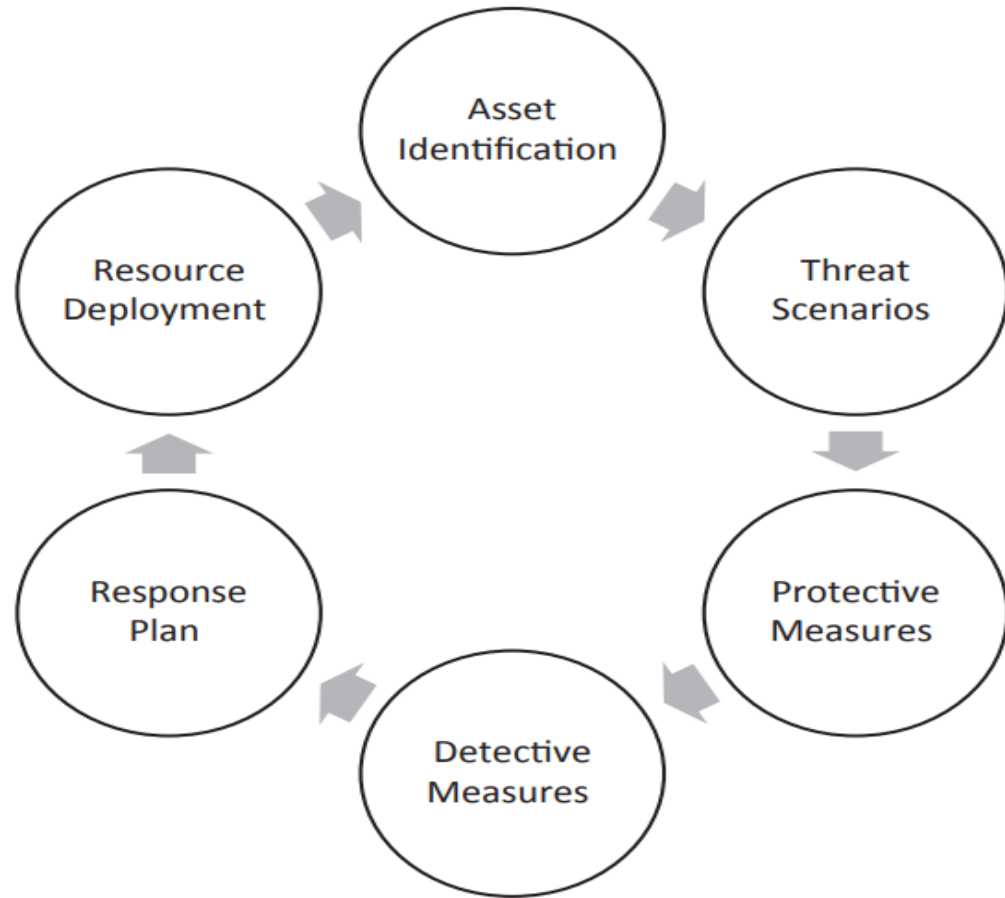 Asset
Identification
Threat
Scenarios
Protective
Measures
Detective
Measures
Response
Plan
Resource
Deployment